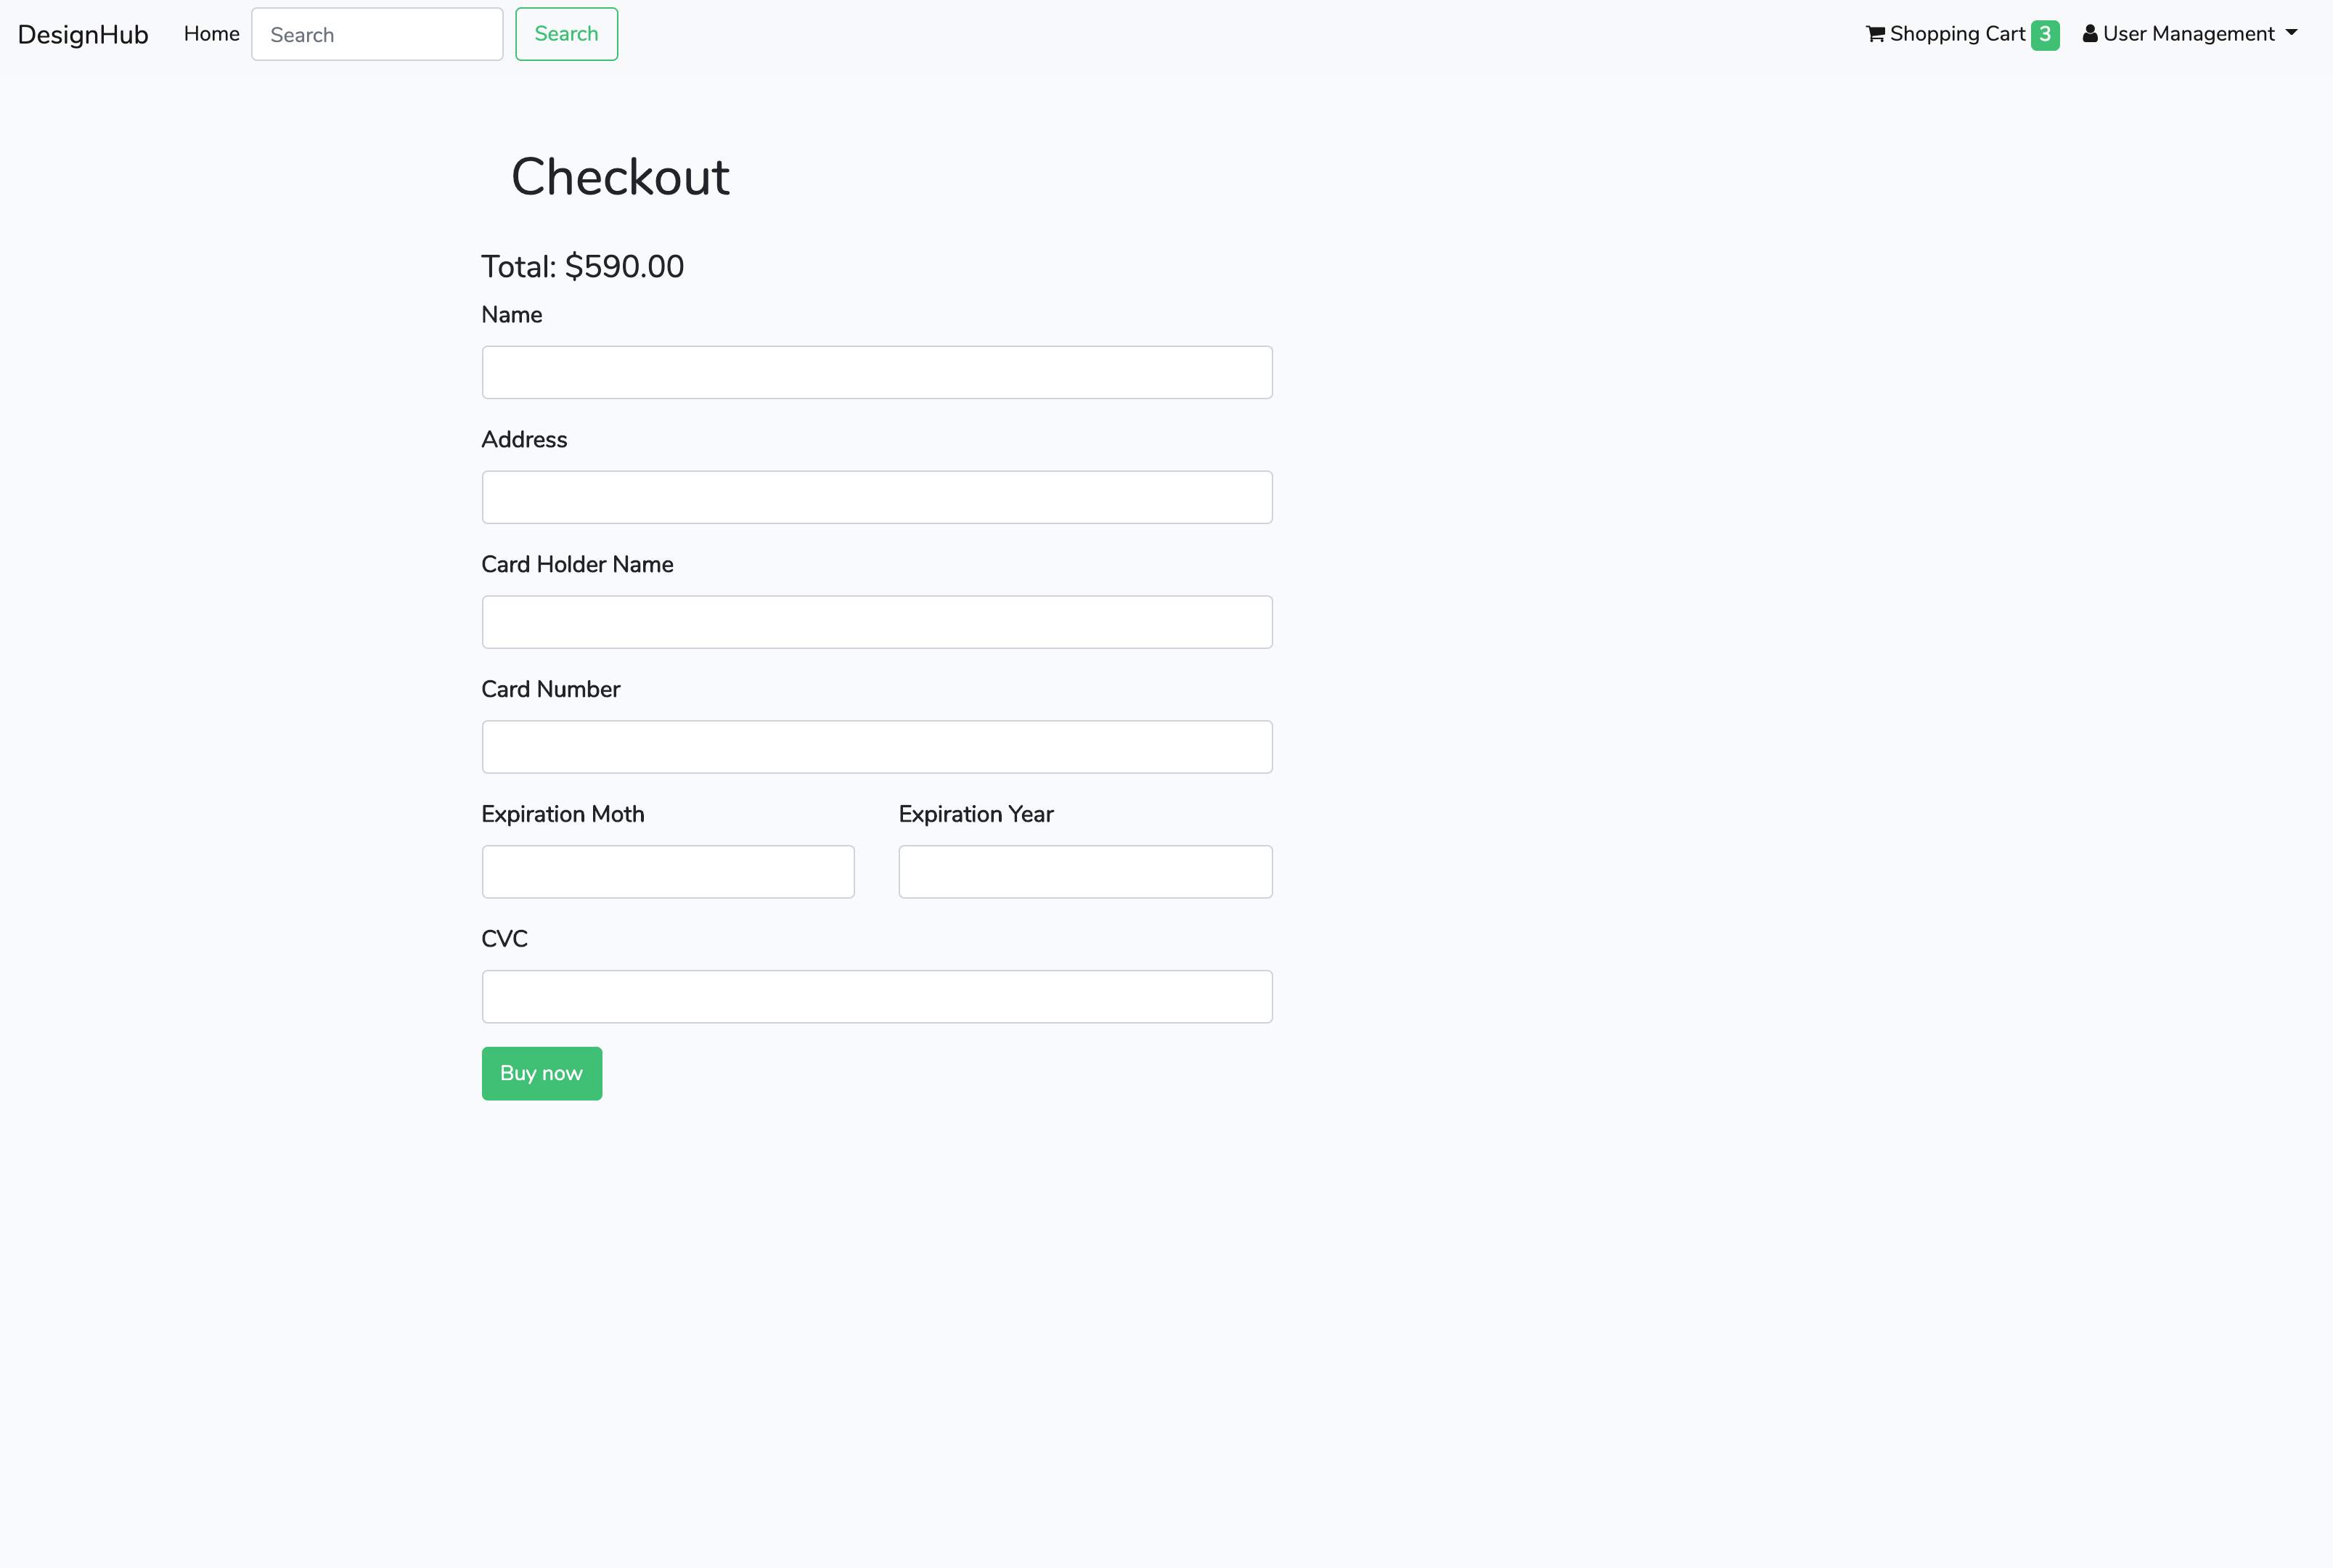 DesignHub Home Search Search Shopping Cart 3 User Management
Checkout
Total: $590.00
Name
Address
Card Holder Name
Card Number
Expiration Moth Expiration Year
CVC
Buy now